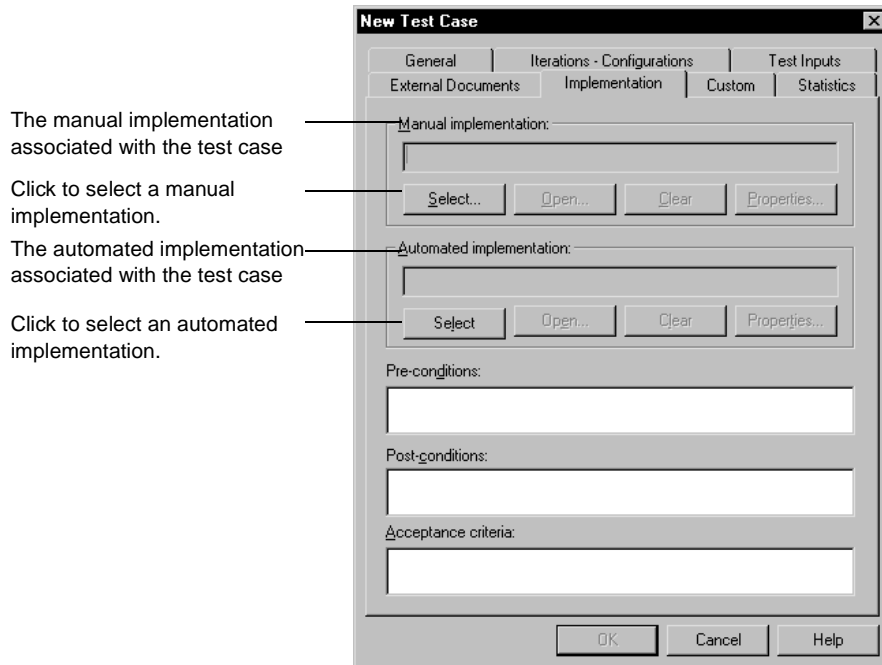 New Test Case
General
Iterations - Configurations
Test Inputs
External Documents
Implementation
Custom
Statistics
The manual implementation
associated with the test case
Manual implementation:
Click to select a manual
implementation.
Select...
Open...
Clear
Properties...
The automated implementation
associated with the test case
Automated implementation:
Click to select an automated
implementation.
Select
Open...
Clear
Properties...
Pre-conditions:
Post-conditions:
Acceptance criteria:
OK
Cancel
Help